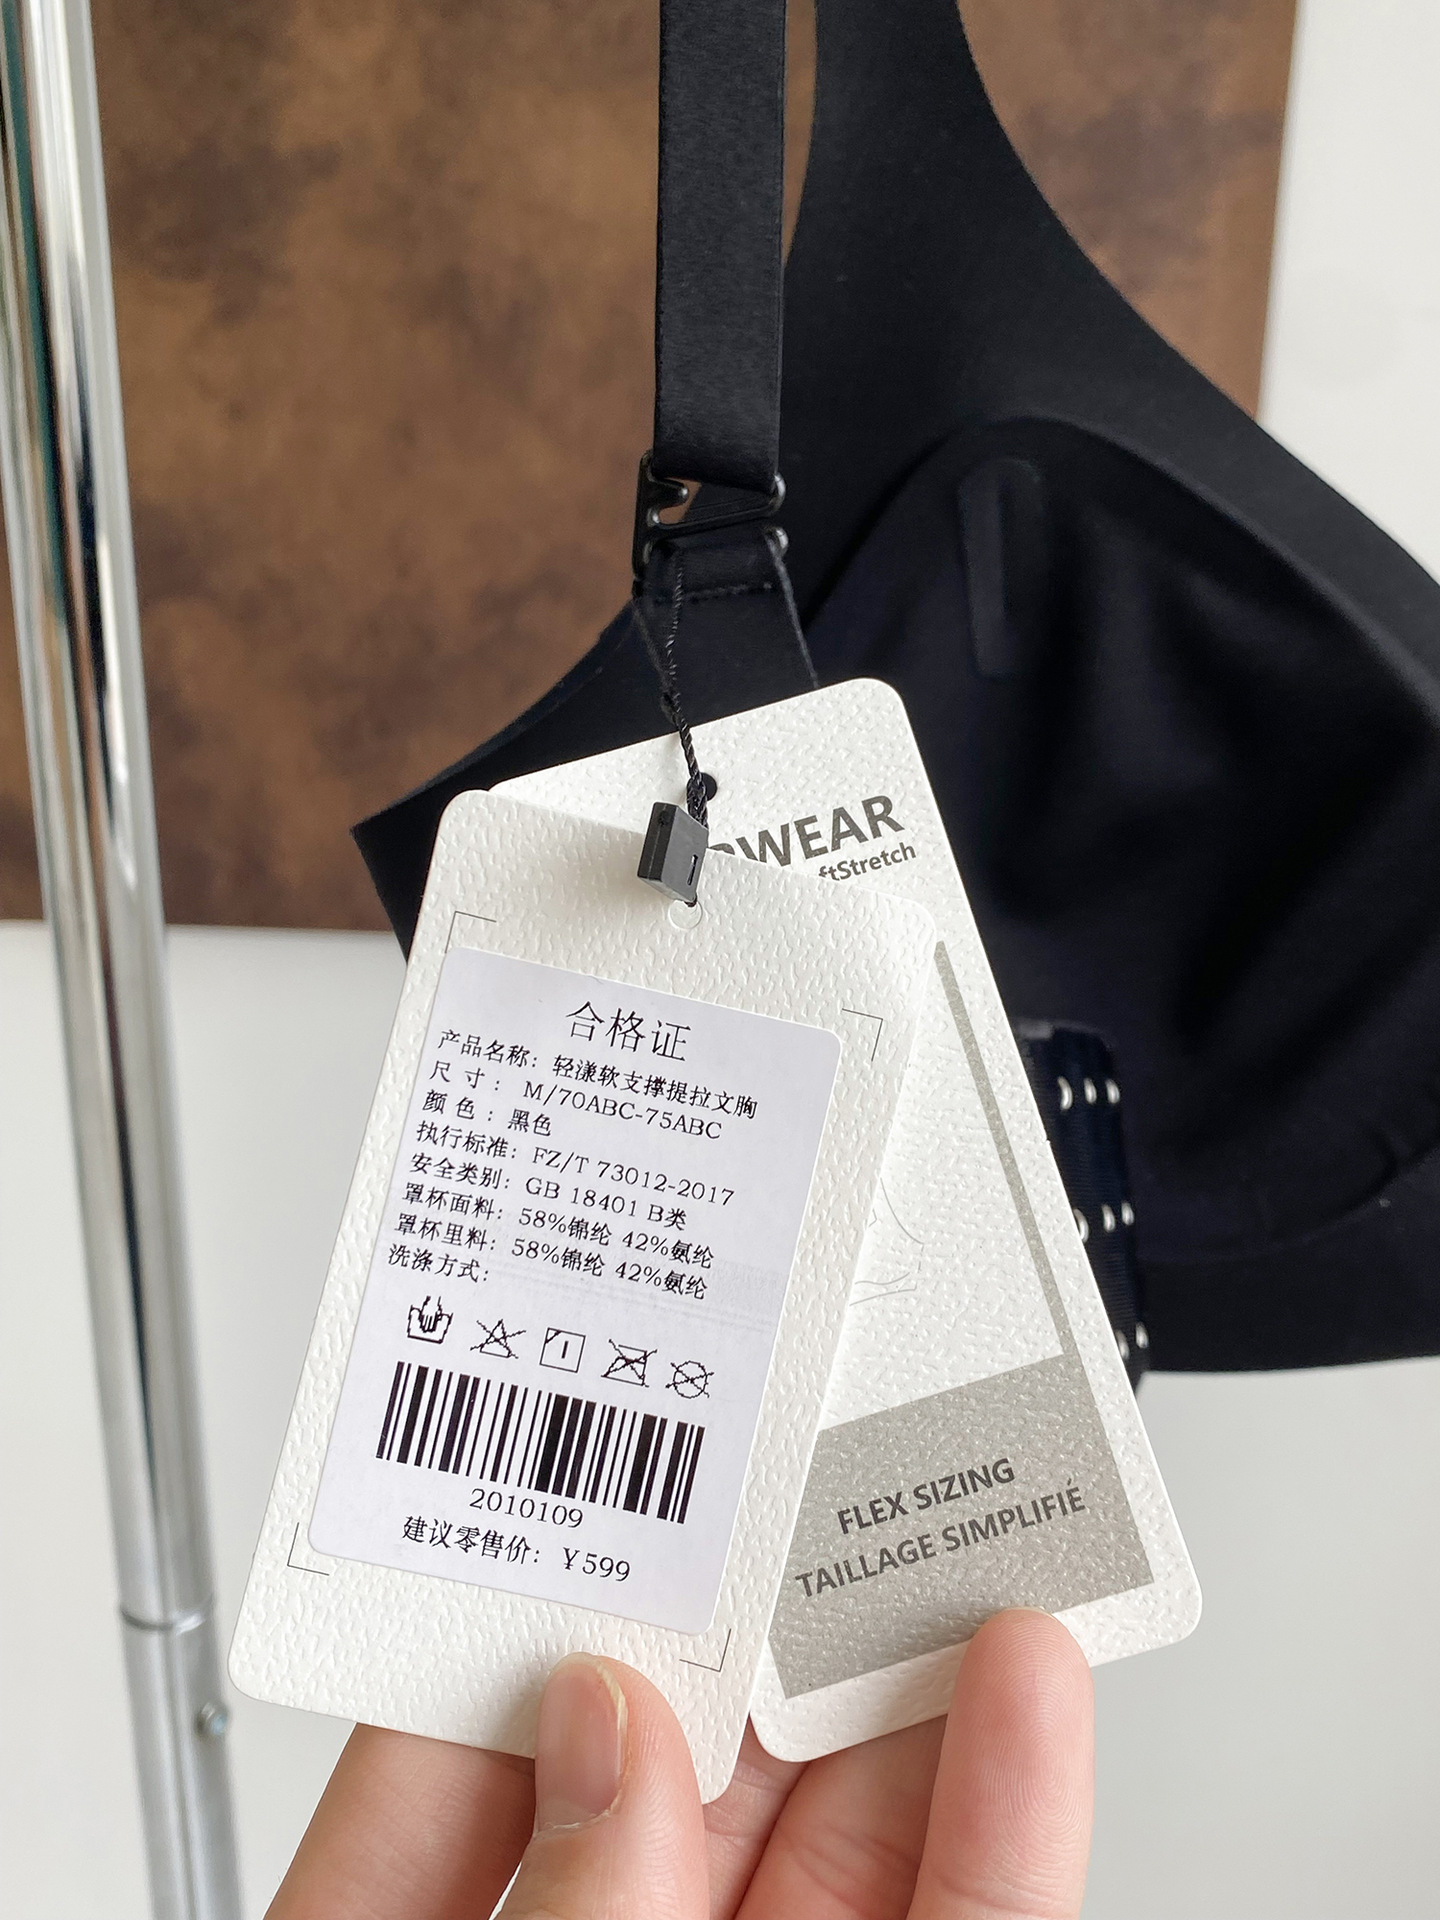 合格证
产品名称：轻漾软支撑提拉文胸
尺 寸： M/70ABC-75ABC
颜 色：黑色
执行标准：FZ/T 73012-2017
安全类别：GB 18401 B类
罩杯面料：58%锦纶 42%氨纶
罩杯里料：58%锦纶 42%氨纶
洗涤方式：
2010109
建议零售价：￥599
WEAR
ftStretch
FLEX SIZING
TAILLAGE SIMPLIFIÉ